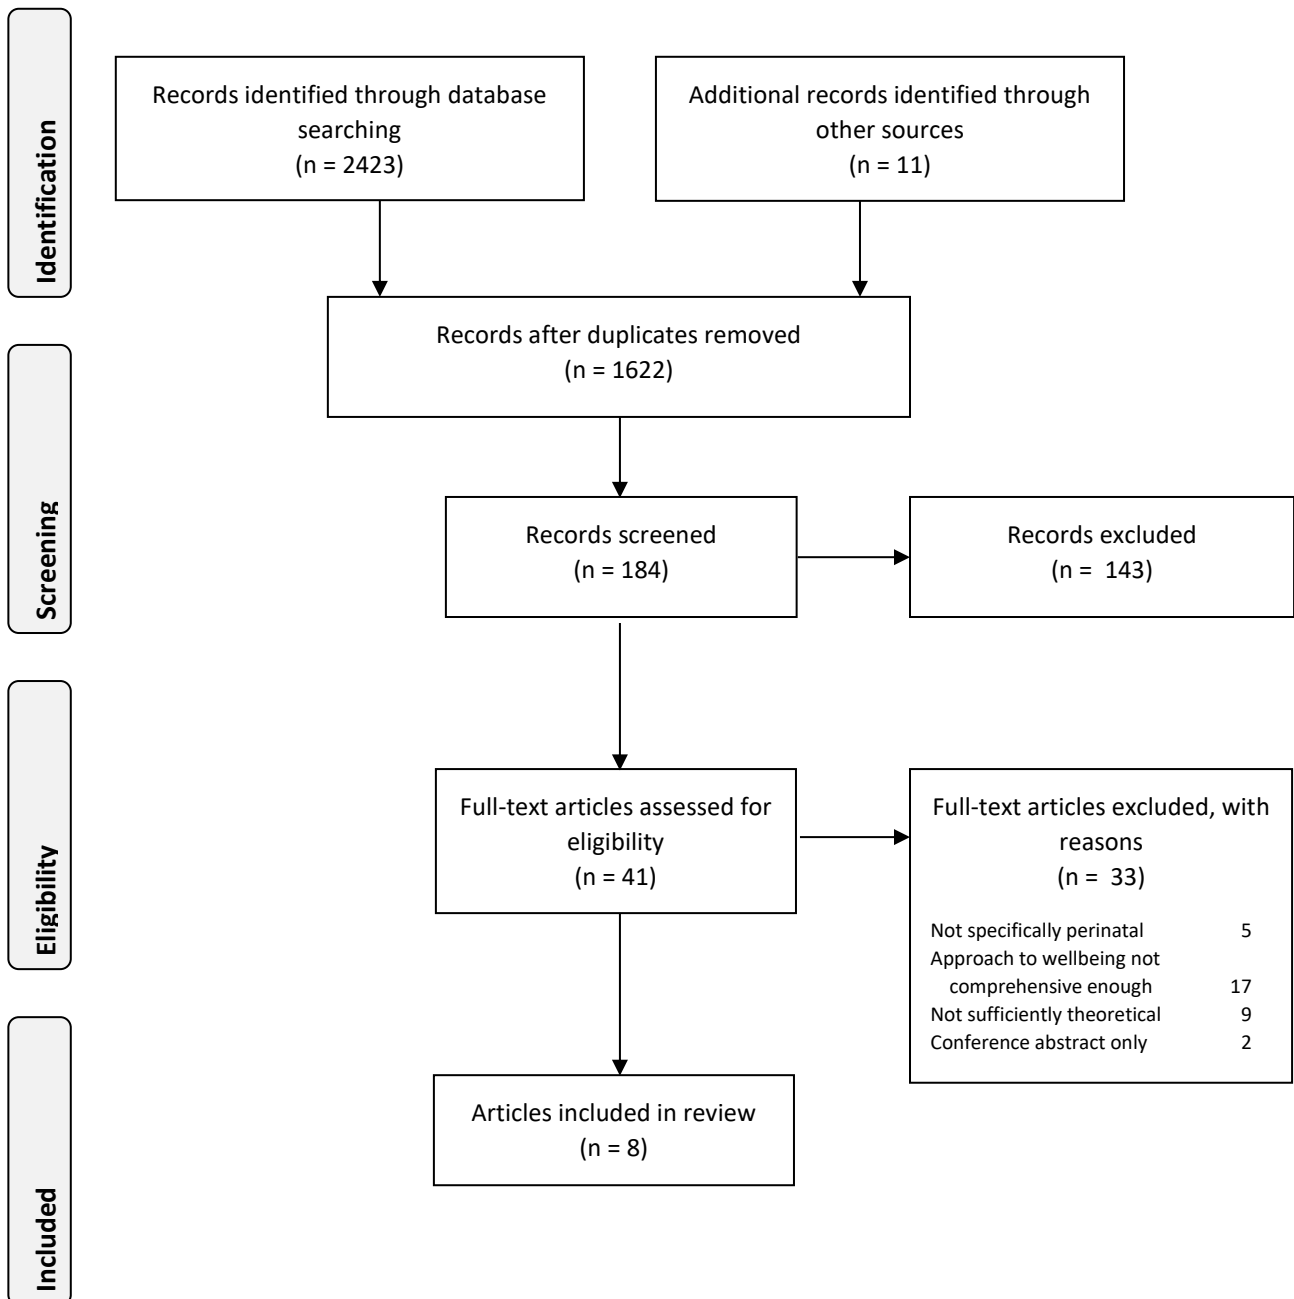 Identification
Records identified through database
searching
(n = 2423)
Additional records identified through
other sources
(n = 11)
Records after duplicates removed
(n = 1622)
Screening
Records screened
(n = 184)
Records excluded
(n =  143)
Eligibility
Full-text articles assessed for
eligibility
(n = 41)
Full-text articles excluded, with
reasons
(n =  33)
Not specifically perinatal 5
Approach to wellbeing not
comprehensive enough 17
Not sufficiently theoretical 9
Conference abstract only 2
Included
Articles included in review
(n = 8)